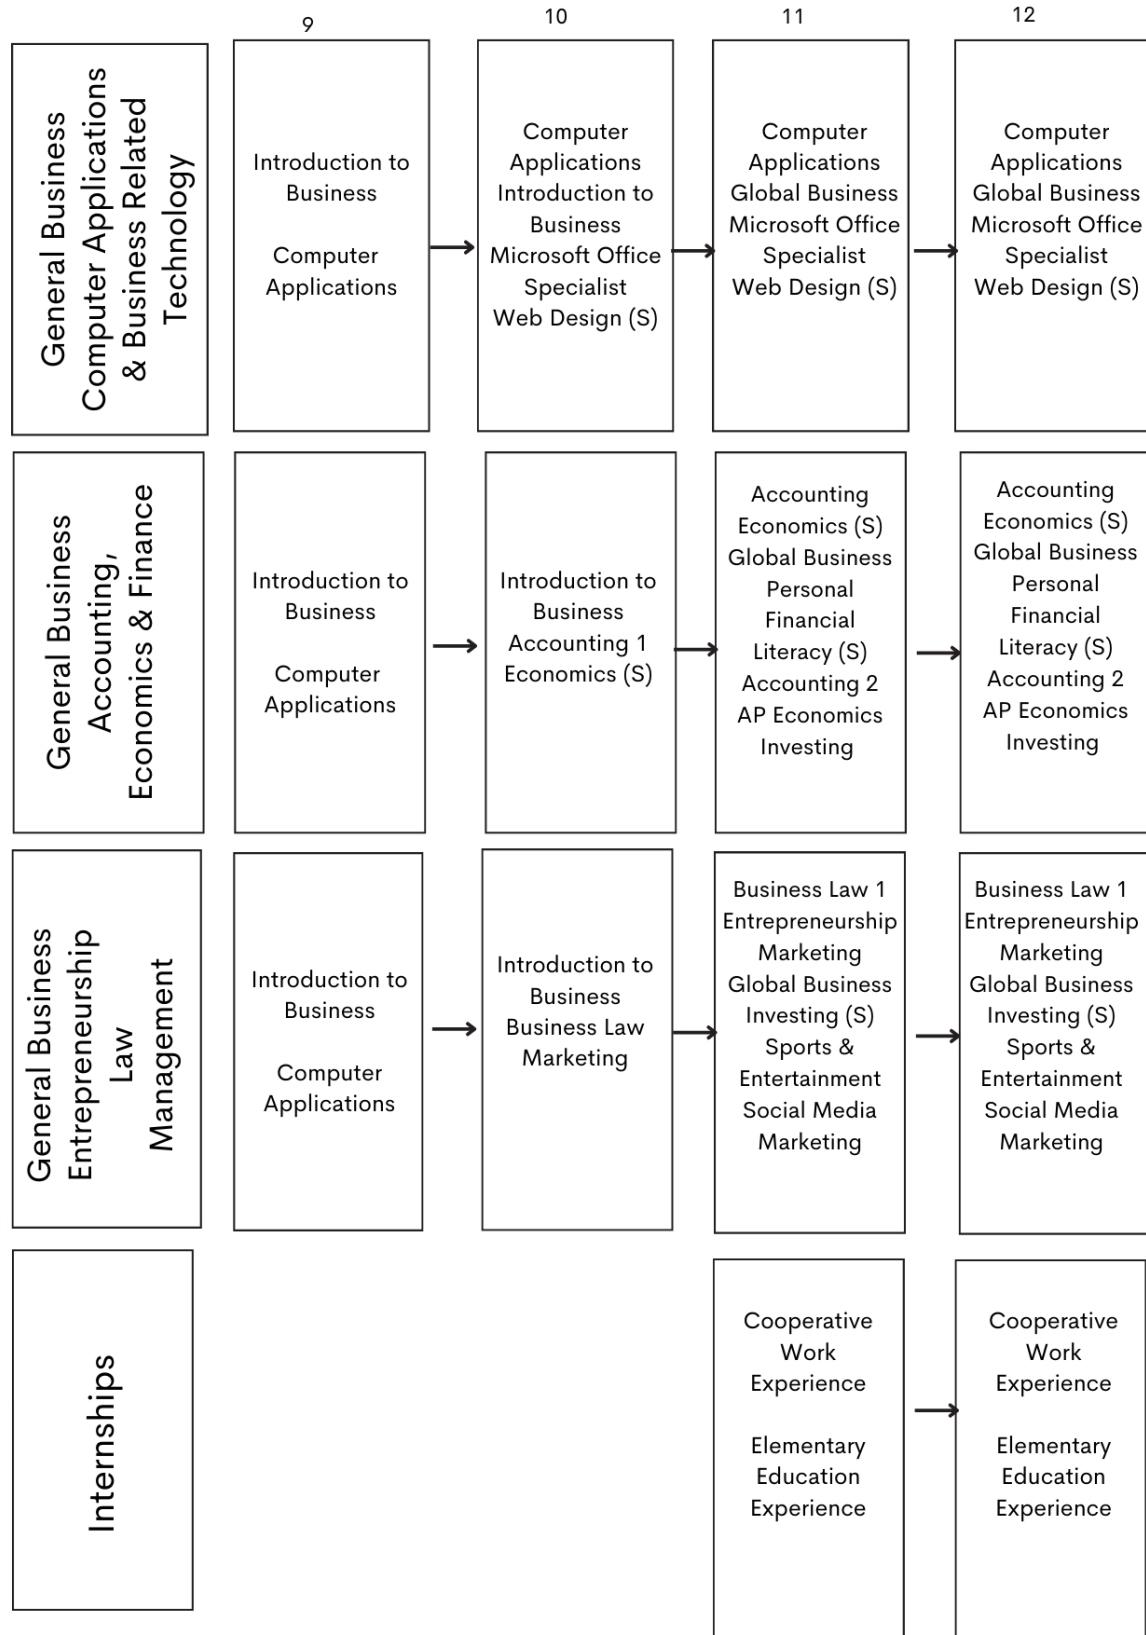 9
10
11
12
General Business
Computer Applications
& Business Related
Technology
Introduction to
Business
Computer
Applications
Computer
Applications
Introduction to
Business
Microsoft Office
Specialist
Web Design (S)
Computer
Applications
Global Business
Microsoft Office
Specialist
Web Design (S)
Computer
Applications
Global Business
Microsoft Office
Specialist
Web Design (S)
General Business
Accounting,
Economics & Finance
Introduction to
Business
Computer
Applications
Introduction to
Business
Accounting 1
Economics (S)
Accounting
Economics (S)
Global Business
Personal
Financial
Literacy (S)
Accounting 2
AP Economics
Investing
Accounting
Economics (S)
Global Business
Personal
Financial
Literacy (S)
Accounting 2
AP Economics
Investing
General Business
Entrepreneurship
Law
Management
Introduction to
Business
Computer
Applications
Introduction to
Business
Business Law
Marketing
Business Law 1
Entrepreneurship
Marketing
Global Business
Investing (S)
Sports &
Entertainment
Social Media
Marketing
Business Law 1
Entrepreneurship
Marketing
Global Business
Investing (S)
Sports &
Entertainment
Social Media
Marketing
Internships
Cooperative
Work
Experience
Elementary
Education
Experience
Cooperative
Work
Experience
Elementary
Education
Experience